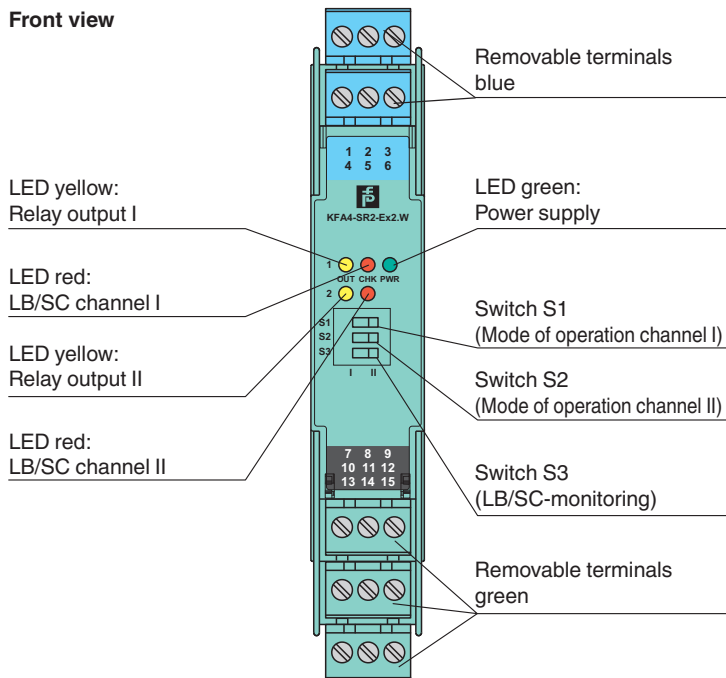 Front view
Removable terminals
blue
1 2 3
4 5 6
LED yellow:
Relay output I
LED green:
Power supply
KFA4-SR2-Ex2.W
1
OUT CHK PWR
2
LED red:
LB/SC channel I
S1
S2
S3
I II
Switch S1
(Mode of operation channel I)
LED yellow:
Relay output II
Switch S2
(Mode of operation channel II)
LED red:
LB/SC channel II
7 8 9
10 11 12
13 14 15
Switch S3
(LB/SC-monitoring)
Removable terminals
green